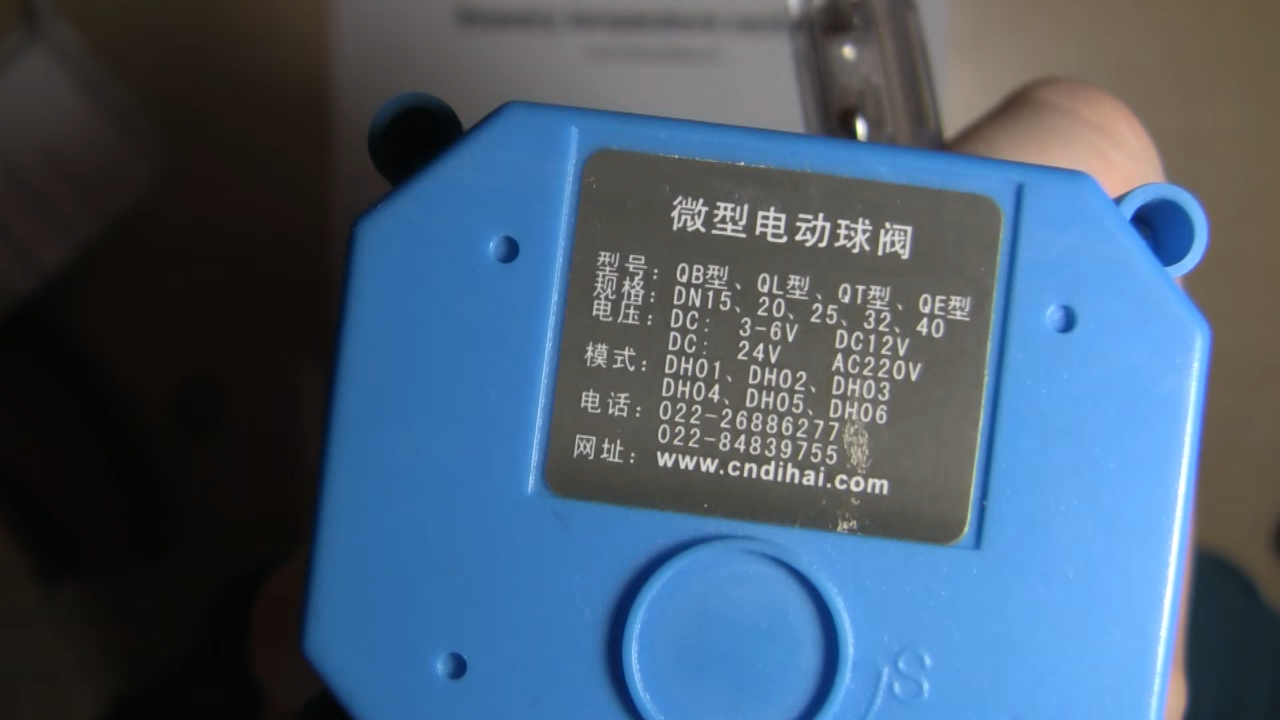 微型电动球阀
型号：QB型、QL型、QT型、QE型
规格：DN15、20、25、32、40
电压：DC: 3-6V DC12V
DC: 24V AC220V
模式：DH01、DH02、DH03
DH04、DH05、DH06
电话：022-26886277
022-84839755
网址：www.cndihai.com